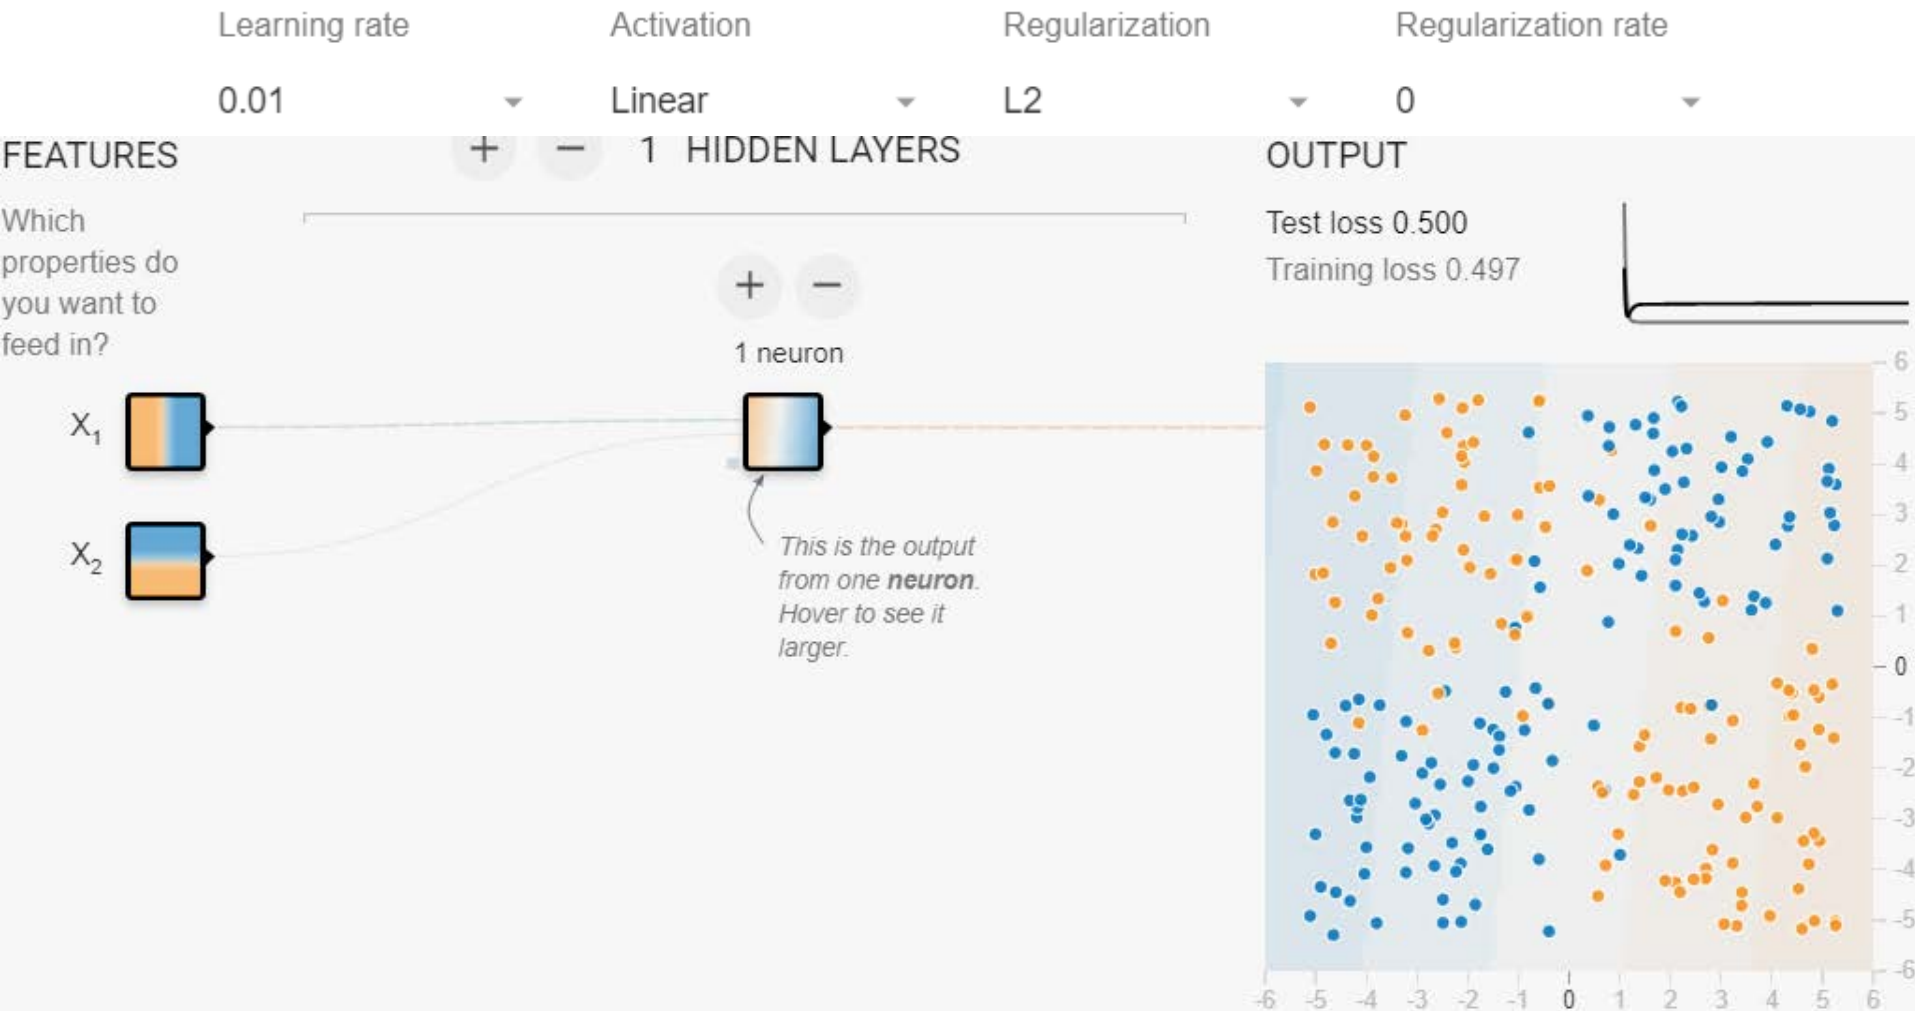 Learning rate
Activation
Regularization
Regularization rate
0.01
Linear
L2
0
FEATURES
+ − 1 HIDDEN LAYERS
OUTPUT
Which
properties do
you want to
feed in?
Test loss 0.500
Training loss 0.497
+ −
1 neuron
X1
X2
This is the output
from one neuron.
Hover to see it
larger.
6
5
4
3
2
1
0
-1
-2
-3
-4
-5
-6
-6 -5 -4 -3 -2 -1 0 1 2 3 4 5 6